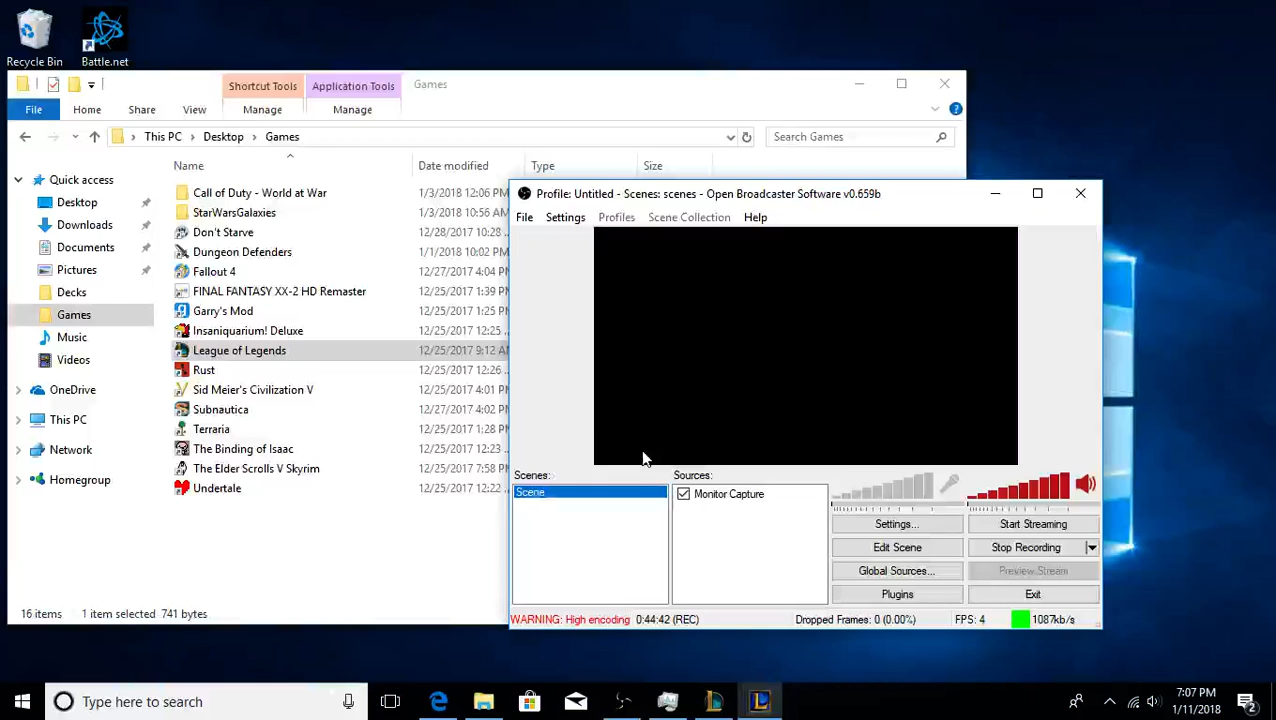 Recycle Bin
Battle.net
Shortcut Tools
Application Tools
Games
File
Home
Share
View
Manage
Manage
This PC
Desktop
Games
Search Games
Name
Date modified
Type
Size
Quick access
Desktop
Downloads
Documents
Pictures
Decks
Games
Music
Videos
OneDrive
This PC
Network
Homegroup
Call of Duty - World at War 1/3/2018 12:06 PM
StarWarsGalaxies 1/3/2018 10:56 AM
Don't Starve 12/28/2017 10:28
Dungeon Defenders 1/1/2018 10:02 PM
Fallout 4 12/27/2017 4:04 PM
FINAL FANTASY XX-2 HD Remaster 12/25/2017 1:39 PM
Garry's Mod 12/25/2017 1:25 PM
Insaniquarium! Deluxe 12/25/2017 12:25
League of Legends 12/25/2017 9:12 AM
Rust 12/25/2017 12:26
Sid Meier's Civilization V 12/25/2017 4:01 PM
Subnautica 12/27/2017 4:02 PM
Terraria 12/25/2017 1:28 PM
The Binding of Isaac 12/25/2017 12:23
The Elder Scrolls V Skyrim 12/25/2017 7:58 PM
Undertale 12/25/2017 12:22
16 items
1 item selected 741 bytes
Profile: Untitled - Scenes: scenes - Open Broadcaster Software v0.659b
File
Settings
Profiles
Scene Collection
Help
Scenes:
Sources:
Scene
Monitor Capture
Settings...
Start Streaming
Edit Scene
Stop Recording
Global Sources...
Preview Stream
Plugins
Exit
WARNING: High encoding
0:44:42 (REC)
Dropped Frames: 0 (0.00%)
FPS: 4
1087kb/s
Type here to search
7:07 PM
1/11/2018
2